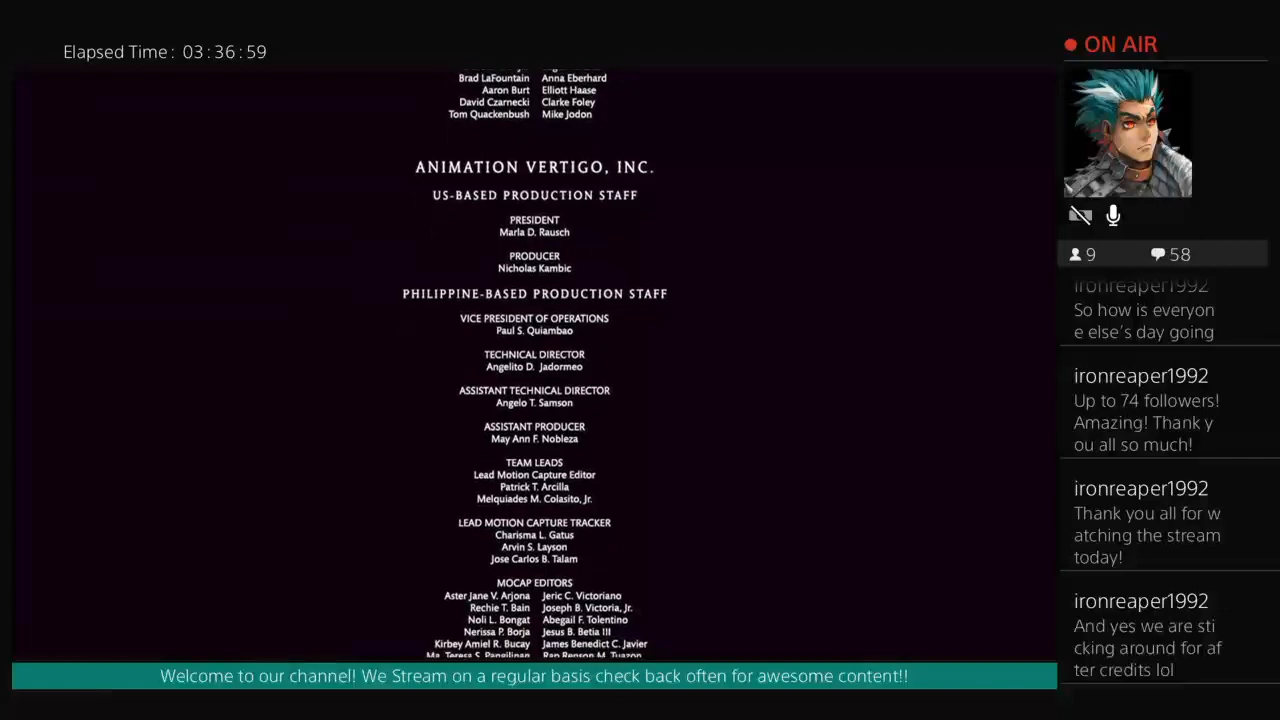 Elapsed Time: 03:36:59
ON AIR
Brad LaFountain Anna Eberhard
Aaron Burt Elliott Haase
David Czarnecki Clarke Foley
Tom Quackenbush Mike Jodon
ANIMATION VERTIGO, INC.
US-BASED PRODUCTION STAFF
PRESIDENT
Marla D. Rausch
PRODUCER
Nicholas Kambic
PHILIPPINE-BASED PRODUCTION STAFF
VICE PRESIDENT OF OPERATIONS
Paul S. Quiambao
TECHNICAL DIRECTOR
Angelito D. Jadormeo
ASSISTANT TECHNICAL DIRECTOR
Angelo T. Samson
ASSISTANT PRODUCER
May Ann F. Nobleza
TEAM LEADS
Lead Motion Capture Editor
Patrick T. Arcilla
Melquiades M. Colasito, Jr.
LEAD MOTION CAPTURE TRACKER
Charisma L. Gatus
Arvin S. Layson
Jose Carlos B. Talam
MOCAP EDITORS
Aster Jane V. Arjona Jeric C. Victoriano
Rechie T. Bain Joseph B. Victoria, Jr.
Noli L. Bongat Abegail F. Tolentino
Nerissa P. Borja Jesus B. Betia III
Kirbey Amiel R. Bucay James Benedict C. Javier
Ma. Teresa S. Pangilinan Rap Renson M. Tuazon
Welcome to our channel! We Stream on a regular basis check back often for awesome content!!
9 58
ironreaper1992
So how is everyon
e else's day going
ironreaper1992
Up to 74 followers!
Amazing! Thank y
ou all so much!
ironreaper1992
Thank you all for w
atching the stream
today!
ironreaper1992
And yes we are sti
cking around for af
ter credits lol